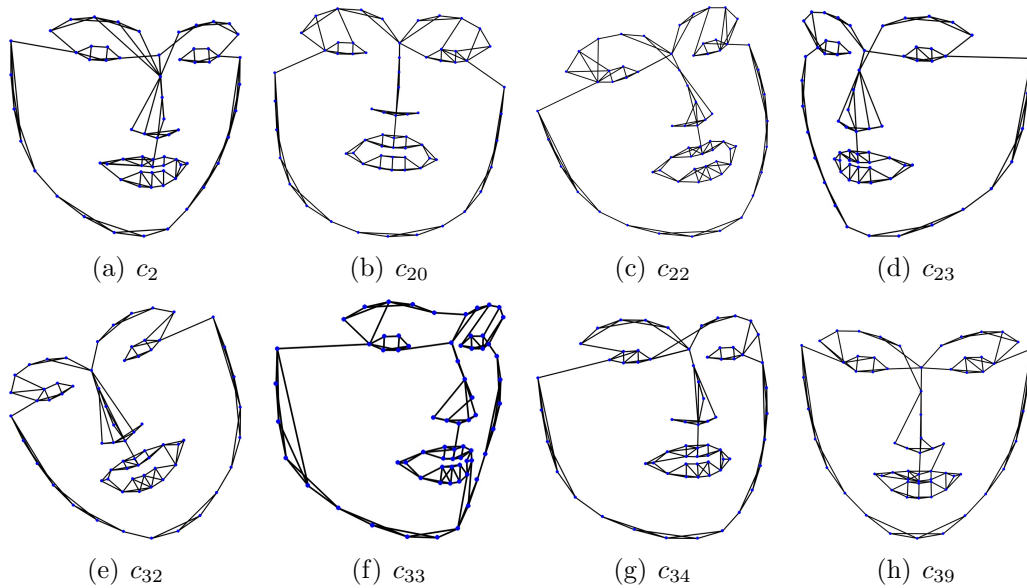 (a) c₂ (b) c₂₀ (c) c₂₂ (d) c₂₃
(e) c₃₂ (f) c₃₃ (g) c₃₄ (h) c₃₉